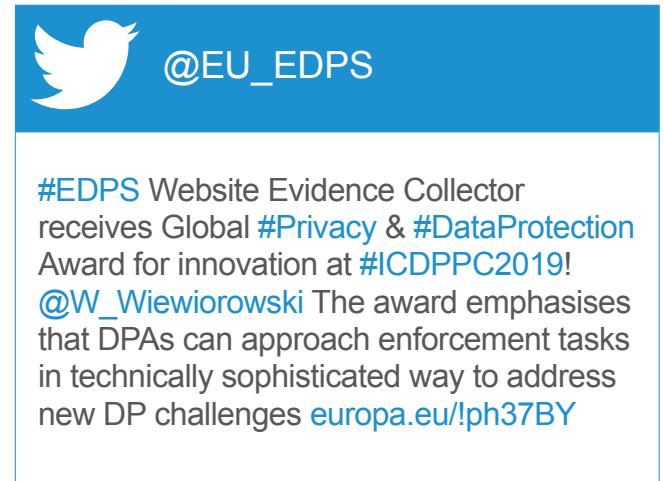 @EU_EDPS
#EDPS Website Evidence Collector
receives Global #Privacy & #DataProtection
Award for innovation at #ICDPPC2019!
@W_Wiewiorowski The award emphasises
that DPAs can approach enforcement tasks
in technically sophisticated way to address
new DP challenges europa.eu/!ph37BY